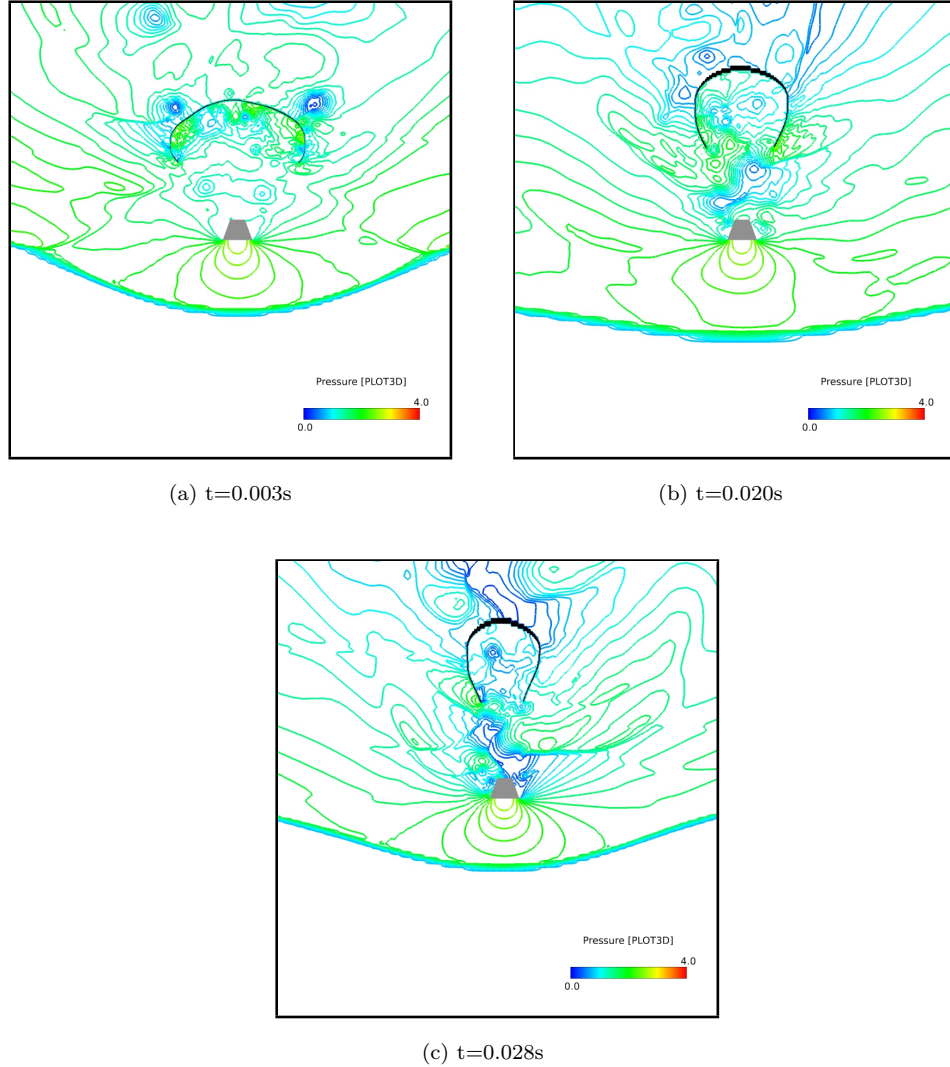 Pressure [PLOT3D]
4.0
0.0
(a) t=0.003s
Pressure [PLOT3D]
4.0
0.0
(b) t=0.020s
Pressure [PLOT3D]
4.0
0.0
(c) t=0.028s